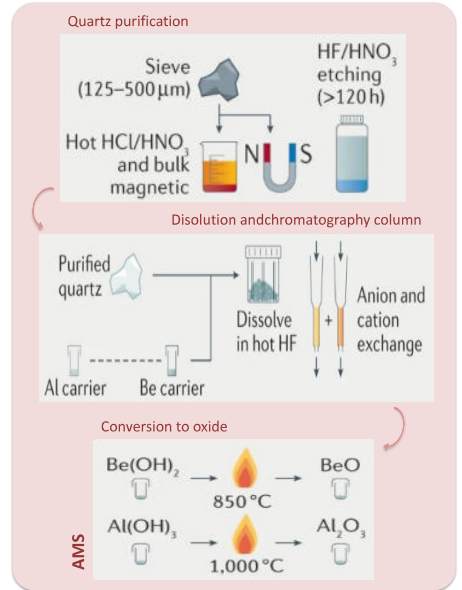 Quartz purification
Sieve
(125–500 µm)
HF/HNO₃
etching
(>120 h)
Hot HCl/HNO₃
and bulk
magnetic
N S
Disolution andchromatography column
Purified
quartz
Dissolve
in hot HF
+
Anion and
cation
exchange
Al carrier
Be carrier
Conversion to oxide
Be(OH)₂
850 °C
BeO
Al(OH)₃
1,000 °C
Al₂O₃
AMS